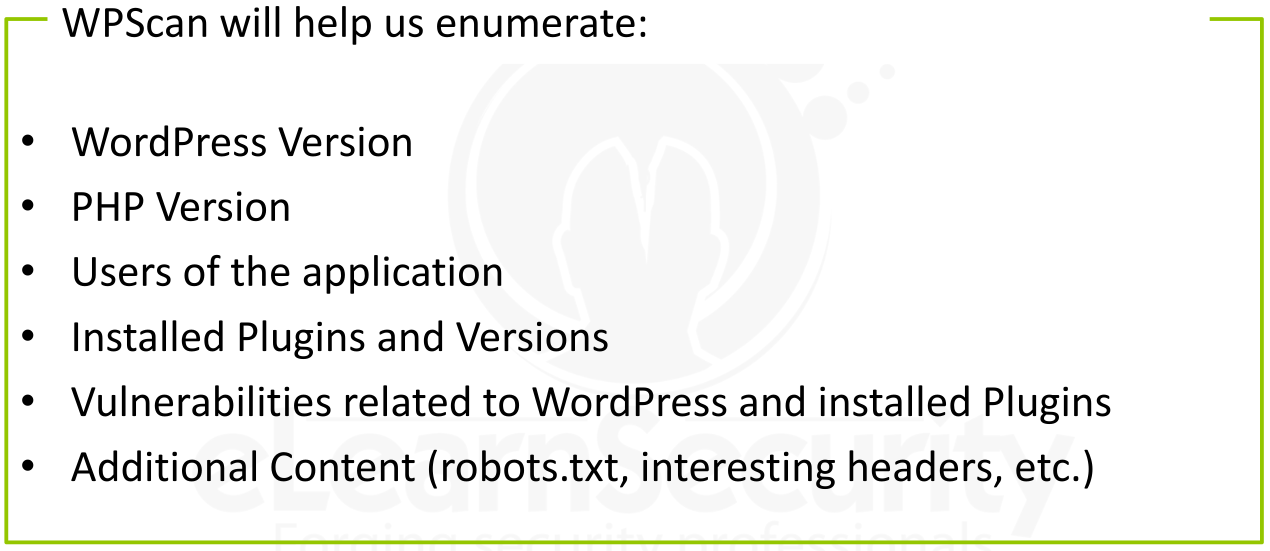 WPScan will help us enumerate:
• WordPress Version
• PHP Version
• Users of the application
• Installed Plugins and Versions
• Vulnerabilities related to WordPress and installed Plugins
• Additional Content (robots.txt, interesting headers, etc.)
eLearnSecurity
Forging security professionals